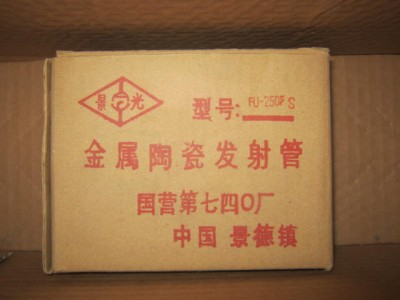 景光
型号: FU-250F S
金属陶瓷发射管
国营第七四〇厂
中国 景德镇